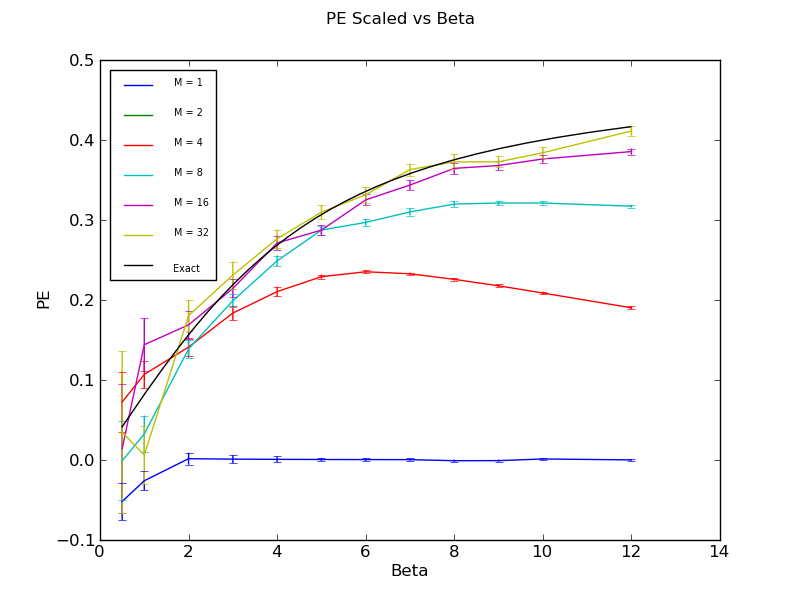 PE Scaled vs Beta
0.5
0.4
0.3
0.2
0.1
0.0
−0.1
PE
M = 1
M = 2
M = 4
M = 8
M = 16
M = 32
Exact
0 2 4 6 8 10 12 14
Beta